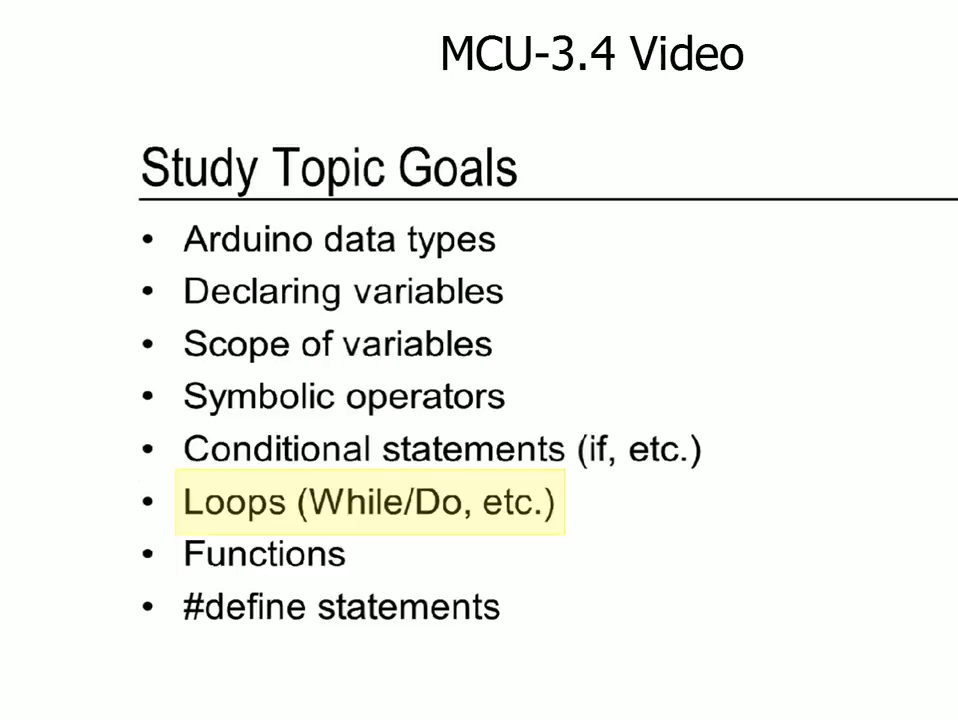 MCU-3.4 Video
Study Topic Goals
• Arduino data types
• Declaring variables
• Scope of variables
• Symbolic operators
• Conditional statements (if, etc.)
• Loops (While/Do, etc.)
• Functions
• #define statements